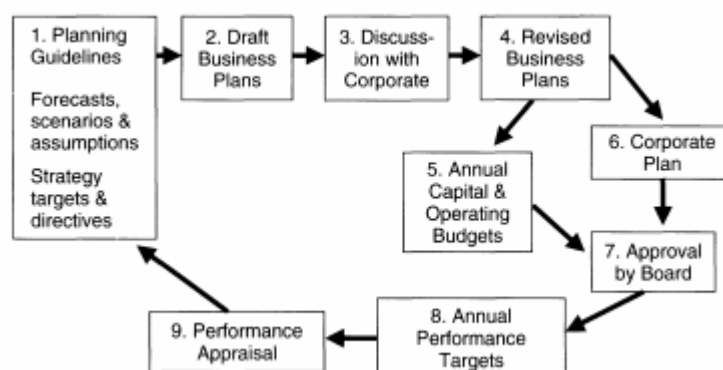 1. Planning
Guidelines
Forecasts,
scenarios &
assumptions
Strategy
targets &
directives
2. Draft
Business
Plans
3. Discuss-
ion with
Corporate
4. Revised
Business
Plans
5. Annual
Capital &
Operating
Budgets
6. Corporate
Plan
7. Approval
by Board
8. Annual
Performance
Targets
9. Performance
Appraisal